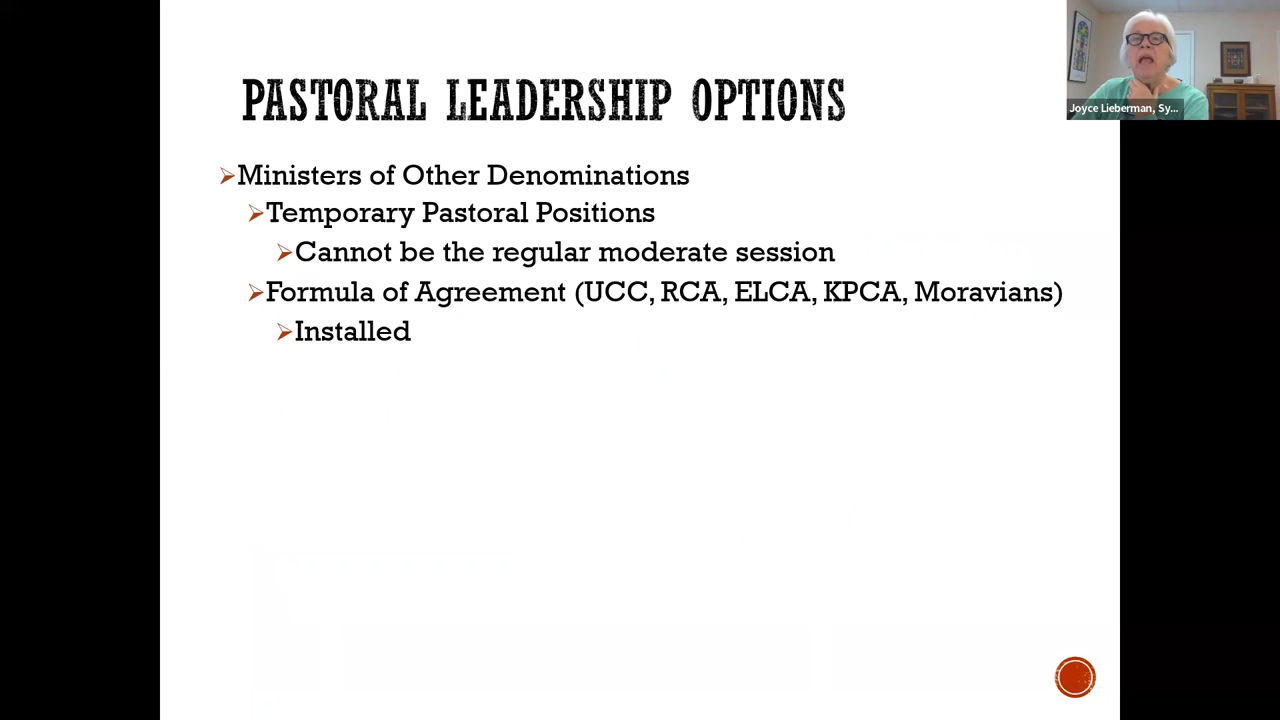 PASTORAL LEADERSHIP OPTIONS
Joyce Lieberman, Sy...
Ministers of Other Denominations
Temporary Pastoral Positions
Cannot be the regular moderate session
Formula of Agreement (UCC, RCA, ELCA, KPCA, Moravians)
Installed